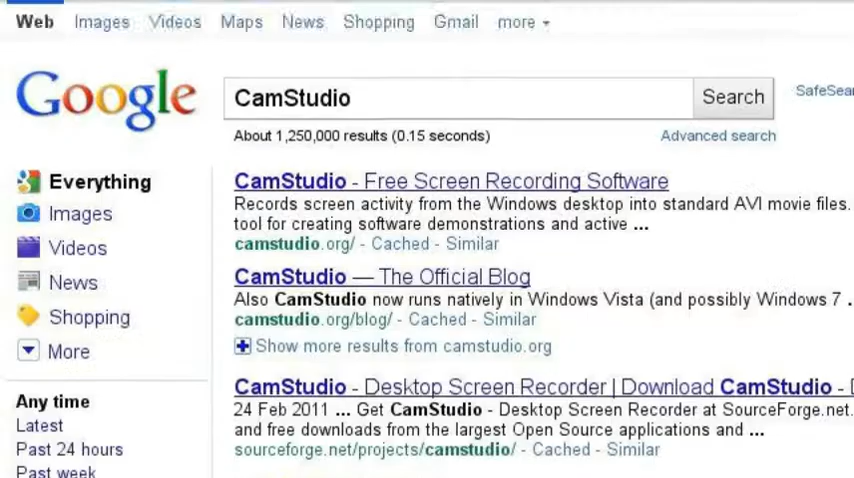 Web Images Videos Maps News Shopping Gmail more
Google
CamStudio
Search
SafeSear
About 1,250,000 results (0.15 seconds)
Advanced search
Everything
Images
Videos
News
Shopping
More
Any time
Latest
Past 24 hours
Past week
CamStudio - Free Screen Recording Software
Records screen activity from the Windows desktop into standard AVI movie files.
tool for creating software demonstrations and active ...
camstudio.org/ - Cached - Similar
CamStudio — The Official Blog
Also CamStudio now runs natively in Windows Vista (and possibly Windows 7 .
camstudio.org/blog/ - Cached - Similar
Show more results from camstudio.org
CamStudio - Desktop Screen Recorder | Download CamStudio -
24 Feb 2011 ... Get CamStudio - Desktop Screen Recorder at SourceForge.net.
and free downloads from the largest Open Source applications and ...
sourceforge.net/projects/camstudio/ - Cached - Similar